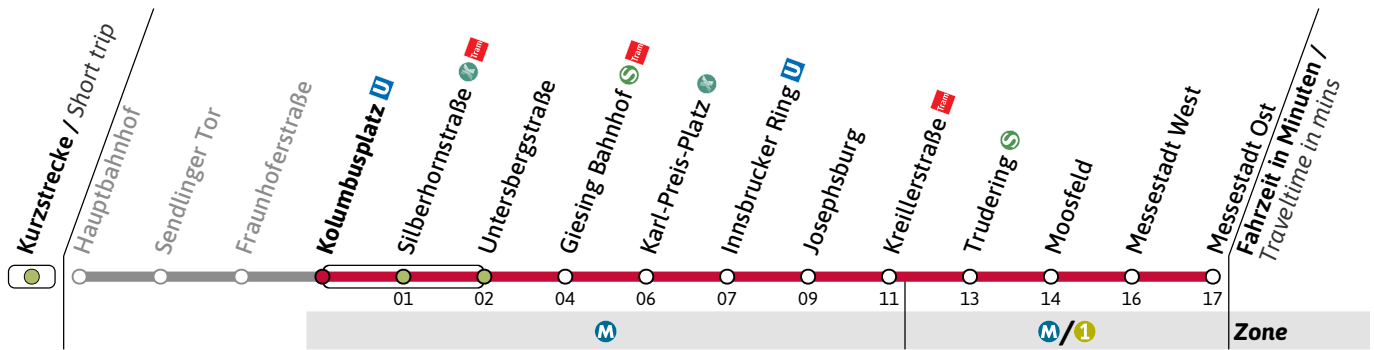 Kurzstrecke / Short trip
Hauptbahnhof
Sendlinger Tor
Fraunhoferstraße
Kolumbusplatz U
Silberhornstraße X Tram
Untersbergstraße
Giesing Bahnhof S Tram
Karl-Preis-Platz X
Innsbrucker Ring U
Josephsburg
Kreillerstraße Tram
Trudering S
Moosfeld
Messestadt West
Messestadt Ost
Fahrzeit in Minuten /
Traveltime in mins
01 02 04 06 07 09 11 13 14 16 17
M M/1 Zone